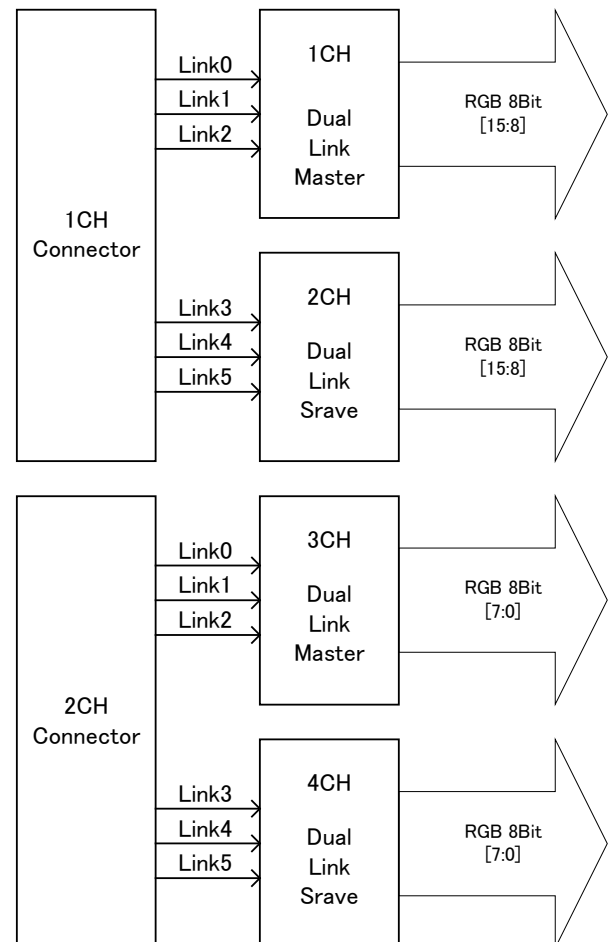 1CH
Connector
Link0
Link1
Link2
1CH
Dual
Link
Master
RGB 8Bit
[15:8]
Link3
Link4
Link5
2CH
Dual
Link
Srave
RGB 8Bit
[15:8]
2CH
Connector
Link0
Link1
Link2
3CH
Dual
Link
Master
RGB 8Bit
[7:0]
Link3
Link4
Link5
4CH
Dual
Link
Srave
RGB 8Bit
[7:0]